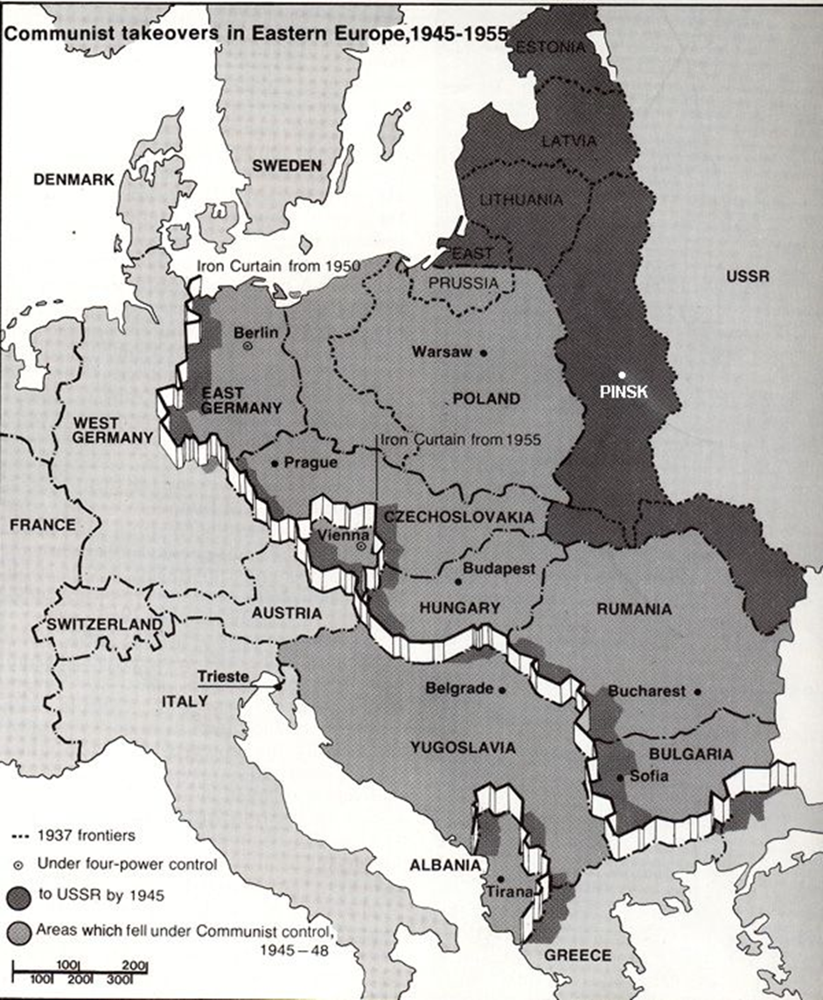 Communist takeovers in Eastern Europe,1945-1955
ESTONIA
LATVIA
SWEDEN
DENMARK
LITHUANIA
EAST
PRUSSIA
Iron Curtain from 1950
USSR
Berlin
Warsaw
PINSK
EAST
GERMANY
POLAND
WEST
GERMANY
Iron Curtain from 1955
Prague
CZECHOSLOVAKIA
FRANCE
Vienna
Budapest
HUNGARY
RUMANIA
AUSTRIA
SWITZERLAND
Trieste
ITALY
Belgrade
Bucharest
YUGOSLAVIA
BULGARIA
Sofia
1937 frontiers
Under four-power control
ALBANIA
Tirana
to USSR by 1945
Areas which fell under Communist control,
1945–48
GREECE
100 200
100 200 300